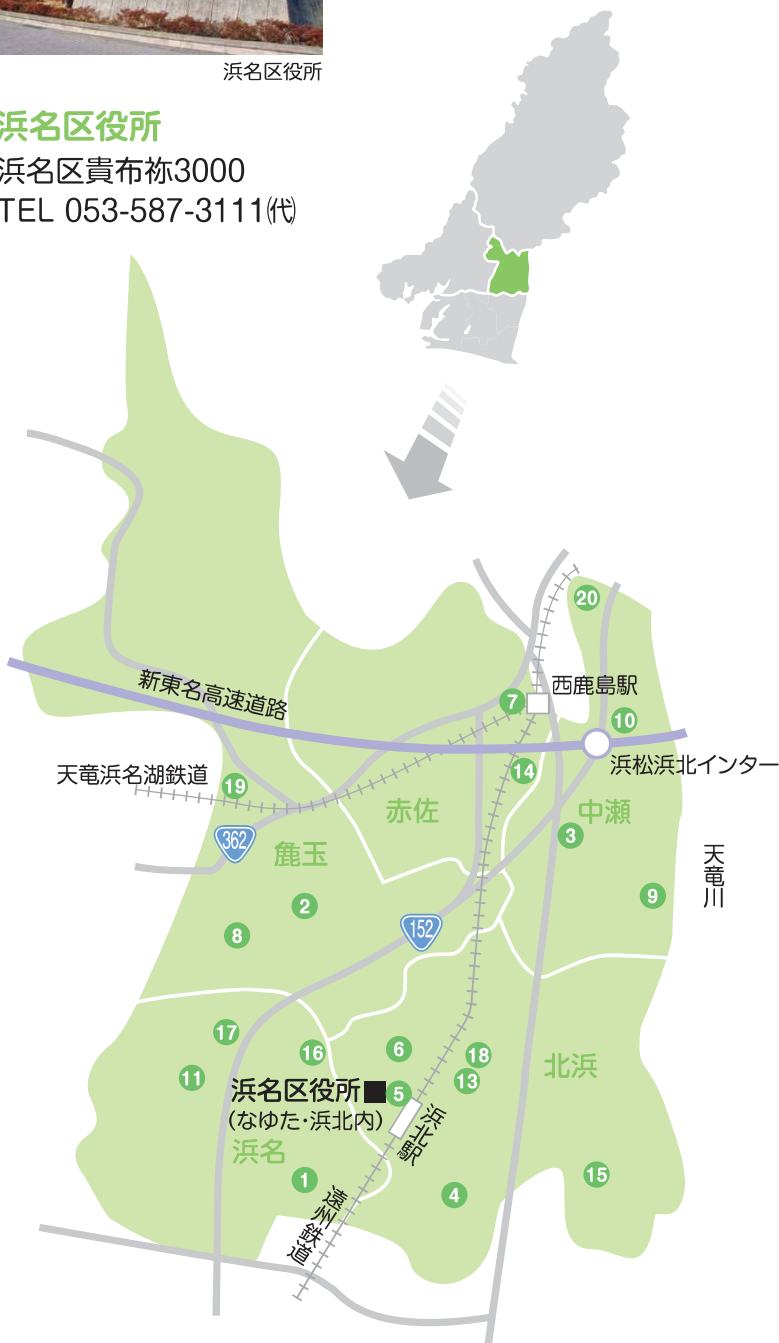 浜名区役所
浜名区役所
浜名区貴布祢3000
TEL 053-587-3111㈹
20
西鹿島駅
7
新東名高速道路
10
浜松浜北インター
天竜浜名湖鉄道
14
19
赤佐
中瀬
3
362
麁玉
天竜川
9
2
152
8
17
16
6
18
北浜
11
13
浜名区役所
5
(なゆた・浜北内)
浜北駅
浜名
1
4
15
遠州鉄道